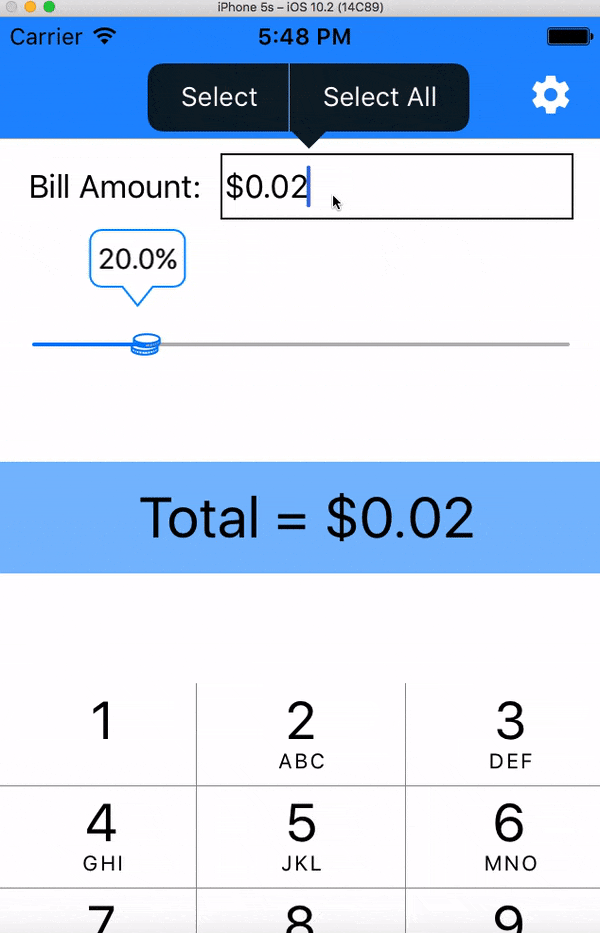 iPhone 5s – iOS 10.2 (14C89)
Carrier 5:48 PM
Select Select All
Bill Amount: $0.02
20.0%
Total = $0.02
1 2 3
ABC DEF
4 5 6
GHI JKL MNO
7 8 9